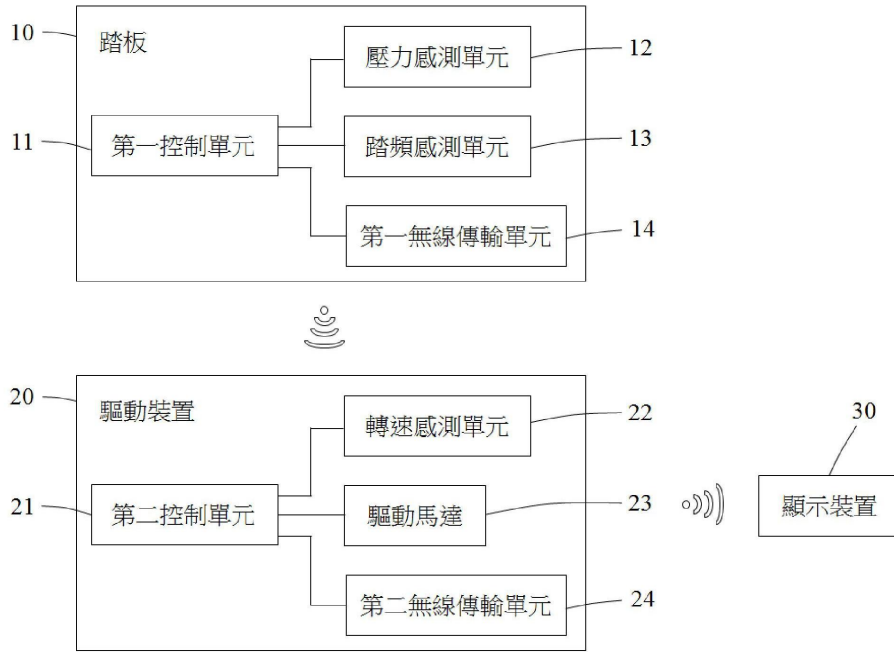 10
踏板
壓力感測單元
12
11
第一控制單元
踏頻感測單元
13
第一無線傳輸單元
14
20
驅動裝置
轉速感測單元
22
30
21
第二控制單元
驅動馬達
23
顯示裝置
第二無線傳輸單元
24